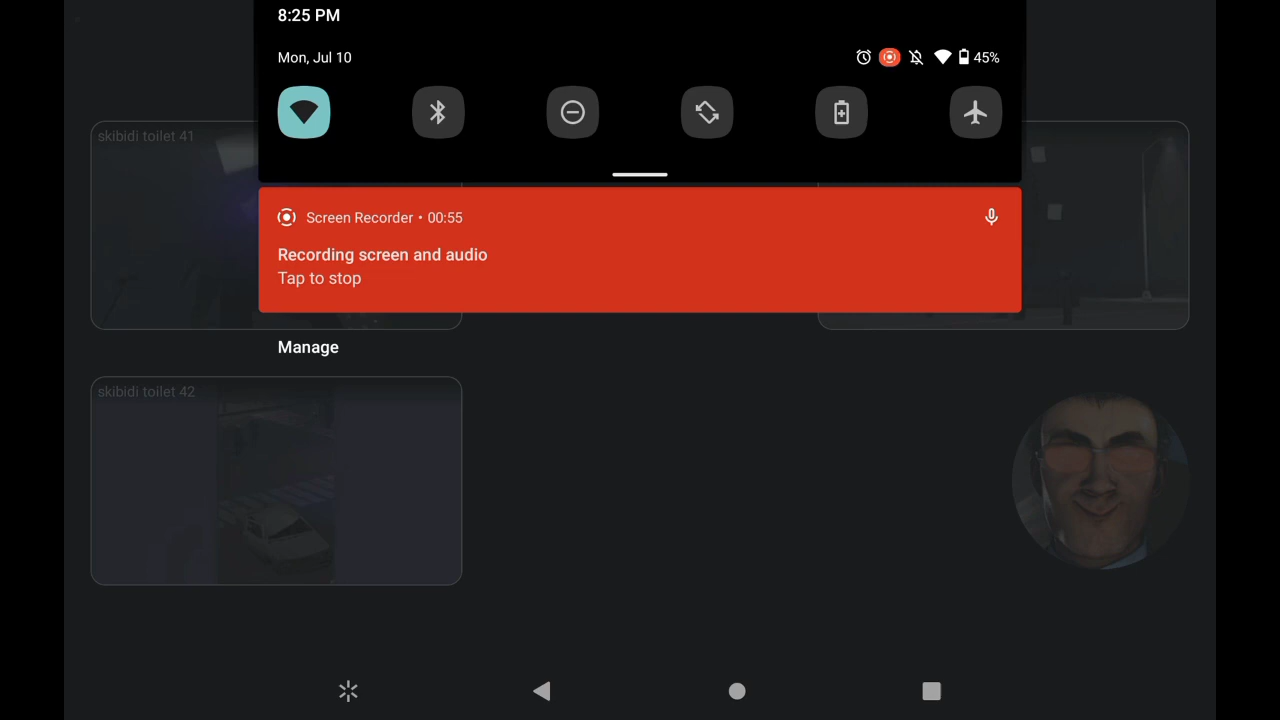 8:25 PM
Mon, Jul 10
45%
skibidi toilet 41
Screen Recorder • 00:55
Recording screen and audio
Tap to stop
Manage
skibidi toilet 42